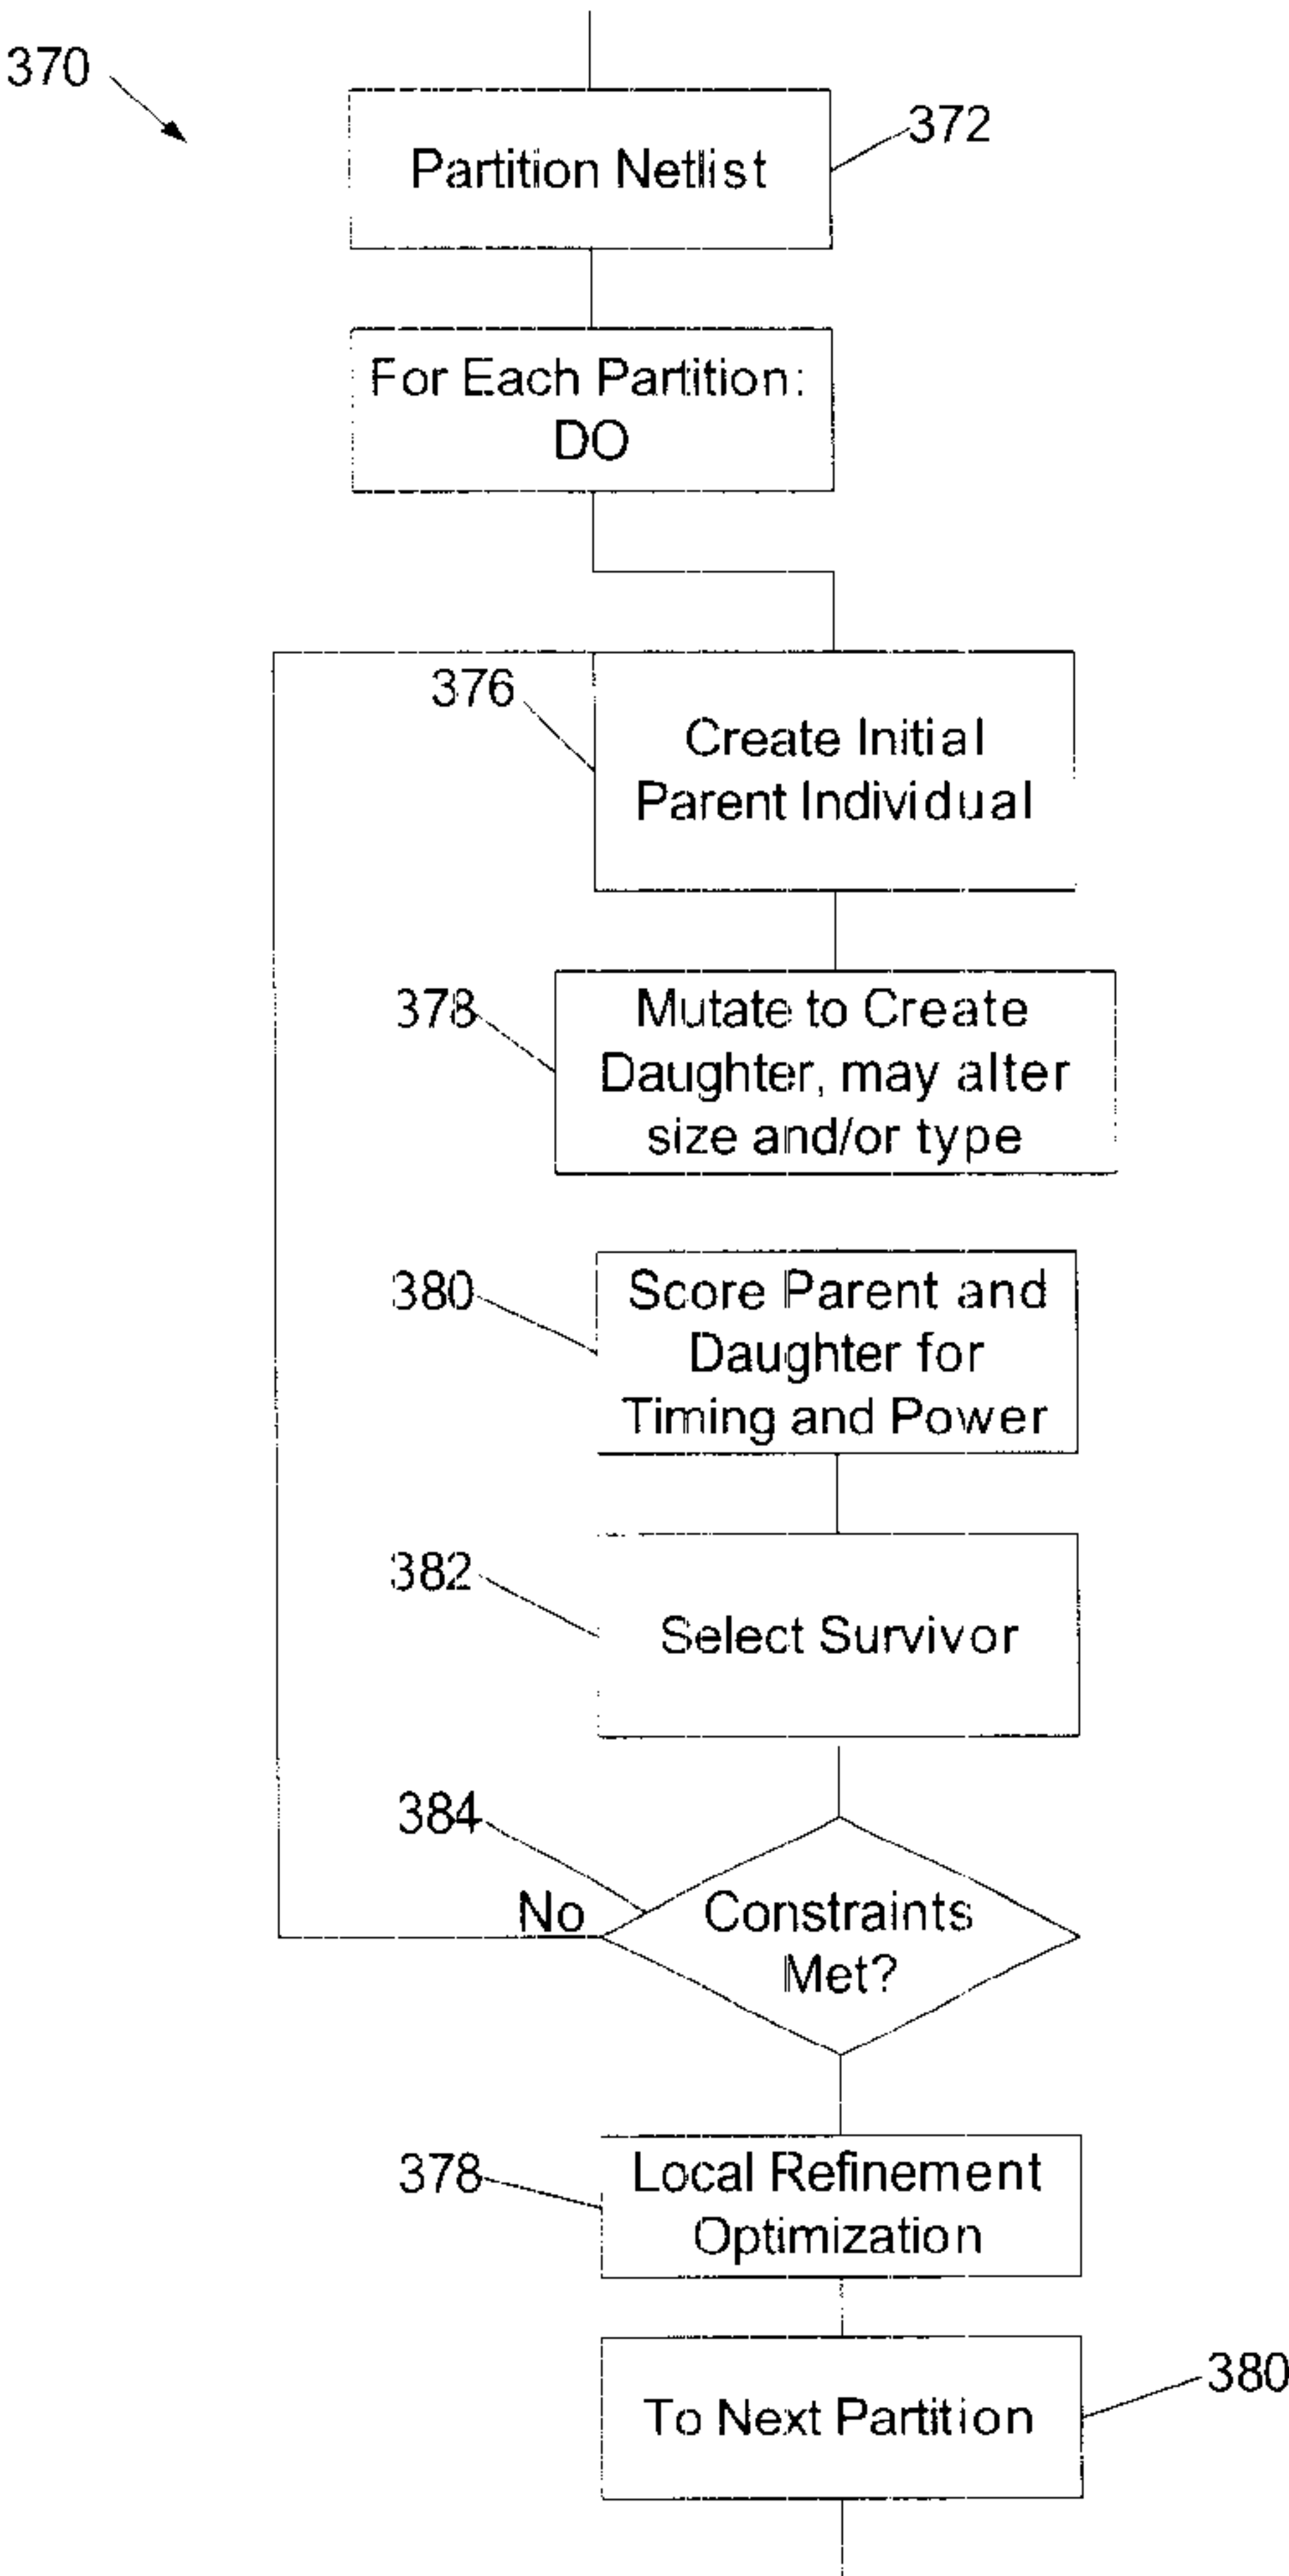 370
372
Partition Netlist
For Each Partition:
DO
376
Create Initial
Parent Individual
378
Mutate to Create
Daughter, may alter
size and/or type
380
Score Parent and
Daughter for
Timing and Power
382
Select Survivor
384
No
Constraints
Met?
378
Local Refinement
Optimization
380
To Next Partition